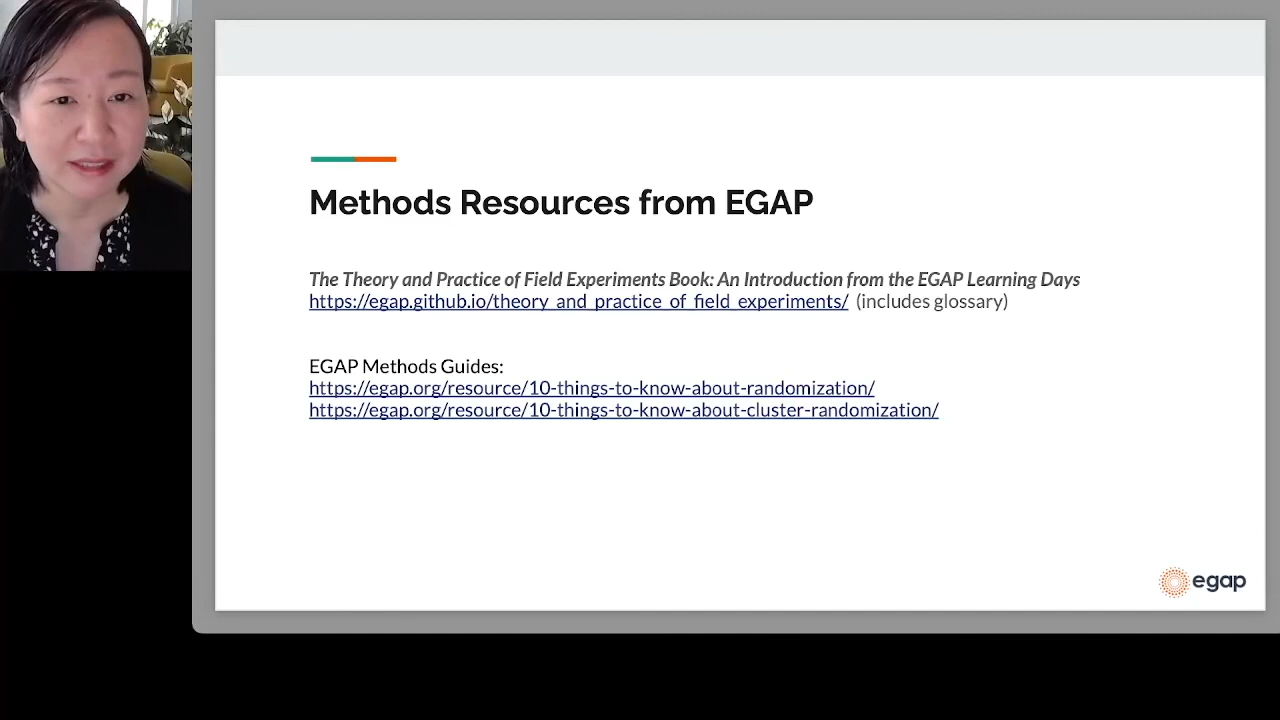 Methods Resources from EGAP
The Theory and Practice of Field Experiments Book: An Introduction from the EGAP Learning Days
https://egap.github.io/theory_and_practice_of_field_experiments/ (includes glossary)
EGAP Methods Guides:
https://egap.org/resource/10-things-to-know-about-randomization/
https://egap.org/resource/10-things-to-know-about-cluster-randomization/
egap